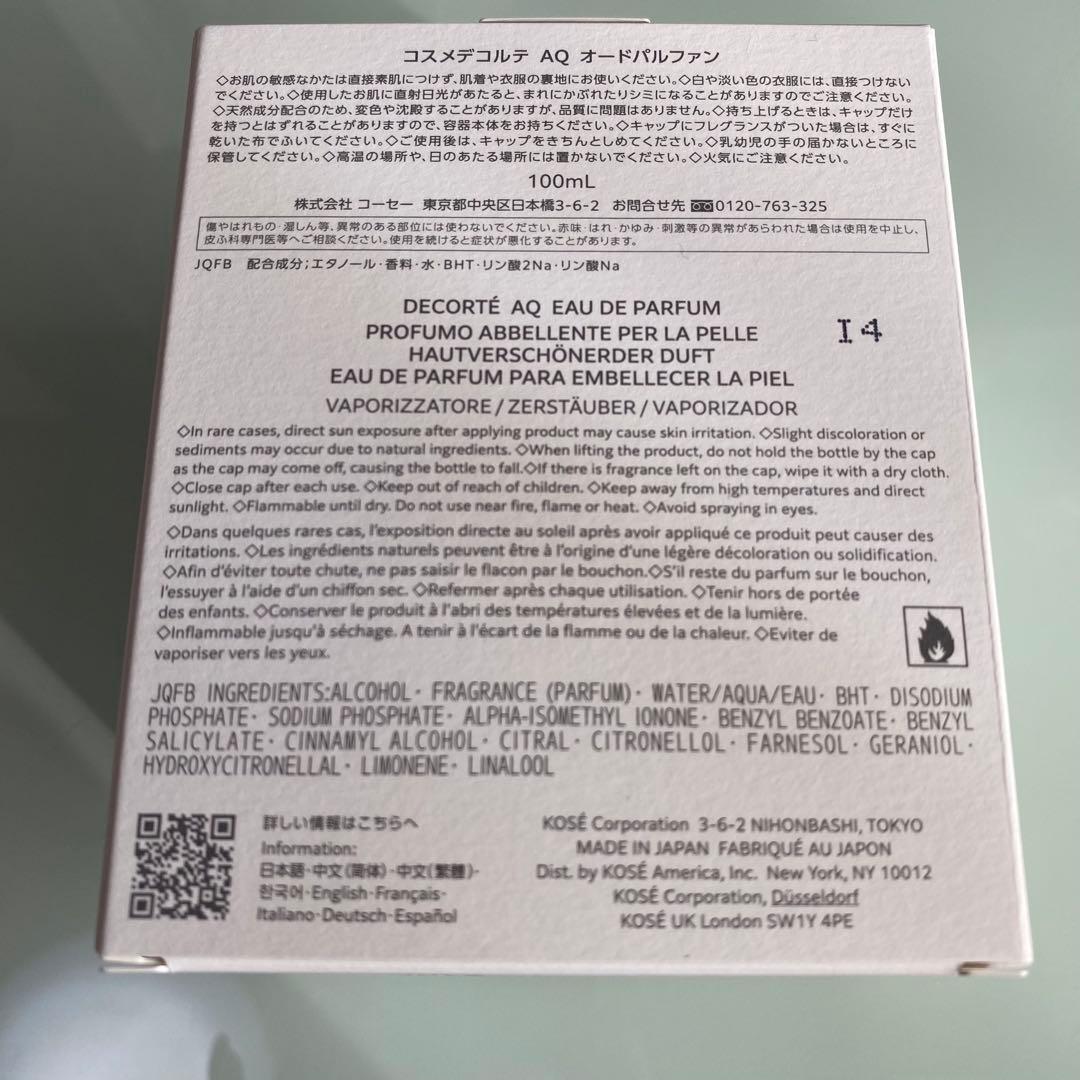 コスメデコルテ AQ オードパルファン
◇お肌の敏感なかたは直接素肌につけず、肌着や衣服の裏地にお使いください。◇白や淡い色の衣服には、直接つけない
でください。◇使用したお肌に直射日光があたると、まれにかぶれたりシミになることがありますのでご注意ください。
◇天然成分配合のため、変色や沈殿することがありますが、品質に問題はありません。◇持ち上げるときは、キャップだけ
を持つとはずれることがありますので、容器本体をお持ちください。◇キャップにフレグランスがついた場合は、すぐに
乾いた布でふいてください。◇ご使用後は、キャップをきちんとしめてください。◇乳幼児の手の届かないところに
保管してください。◇高温の場所や、日のあたる場所には置かないでください。◇火気にご注意ください。
100mL
株式会社 コーセー 東京都中央区日本橋3-6-2 お問合せ先 0120-763-325
傷やはれもの・湿しん等、異常のある部位には使わないでください。赤味・はれ・かゆみ・刺激等の異常があらわれた場合は使用を中止し、
皮ふ科専門医等へご相談ください。使用を続けると症状が悪化することがあります。
JQFB 配合成分；エタノール・香料・水・BHT・リン酸2Na・リン酸Na
DECORTÉ AQ EAU DE PARFUM
PROFUMO ABBELLENTE PER LA PELLE
HAUTVERSCHÖNERDER DUFT
EAU DE PARFUM PARA EMBELLECER LA PIEL
I4
VAPORIZZATORE / ZERSTÄUBER / VAPORIZADOR
◇In rare cases, direct sun exposure after applying product may cause skin irritation. ◇Slight discoloration or
sediments may occur due to natural ingredients. ◇When lifting the product, do not hold the bottle by the cap
as the cap may come off, causing the bottle to fall.◇If there is fragrance left on the cap, wipe it with a dry cloth.
◇Close cap after each use. ◇Keep out of reach of children. ◇Keep away from high temperatures and direct
sunlight. ◇Flammable until dry. Do not use near fire, flame or heat. ◇Avoid spraying in eyes.
◇Dans quelques rares cas, l'exposition directe au soleil après avoir appliqué ce produit peut causer des
irritations. ◇Les ingrédients naturels peuvent être à l'origine d'une légère décoloration ou solidification.
◇Afin d'éviter toute chute, ne pas saisir le flacon par le bouchon.◇S'il reste du parfum sur le bouchon,
l'essuyer à l'aide d'un chiffon sec. ◇Refermer après chaque utilisation. ◇Tenir hors de portée
des enfants. ◇Conserver le produit à l'abri des températures élevées et de la lumière.
◇Inflammable jusqu'à séchage. A tenir à l'écart de la flamme ou de la chaleur. ◇Eviter de
vaporiser vers les yeux.
JQFB INGREDIENTS:ALCOHOL・ FRAGRANCE (PARFUM)・ WATER/AQUA/EAU・ BHT・ DISODIUM
PHOSPHATE・ SODIUM PHOSPHATE・ ALPHA-ISOMETHYL IONONE・ BENZYL BENZOATE・ BENZYL
SALICYLATE・ CINNAMYL ALCOHOL・ CITRAL・ CITRONELLOL・ FARNESOL・ GERANIOL・
HYDROXYCITRONELLAL・ LIMONENE・ LINALOOL
詳しい情報はこちらへ
Information:
日本語・中文(简体)・中文(繁體)・
한국어・English・Français・
Italiano・Deutsch・Español
KOSÉ Corporation 3-6-2 NIHONBASHI, TOKYO
MADE IN JAPAN FABRIQUÉ AU JAPON
Dist. by KOSÉ America, Inc. New York, NY 10012
KOSÉ Corporation, Düsseldorf
KOSÉ UK London SW1Y 4PE